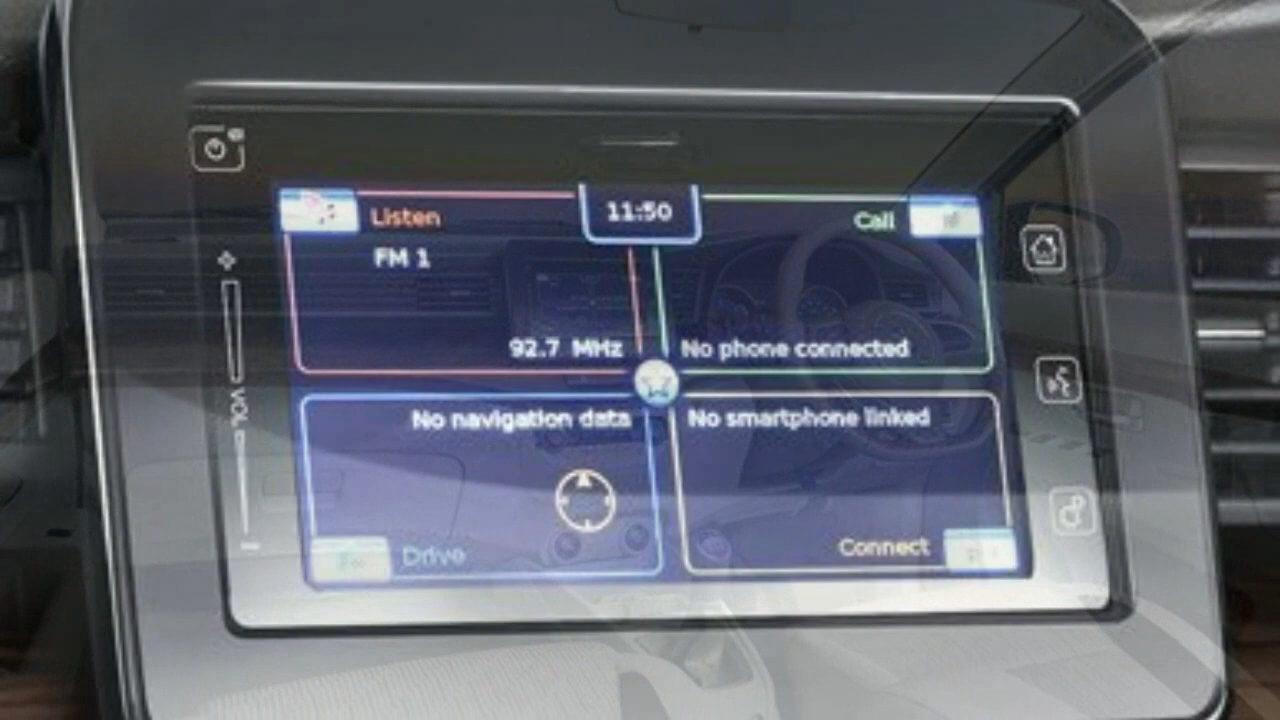 11:50
Listen
Call
FM 1
92.7 MHz
No phone connected
No navigation data
No smartphone linked
VOL
Drive
Connect